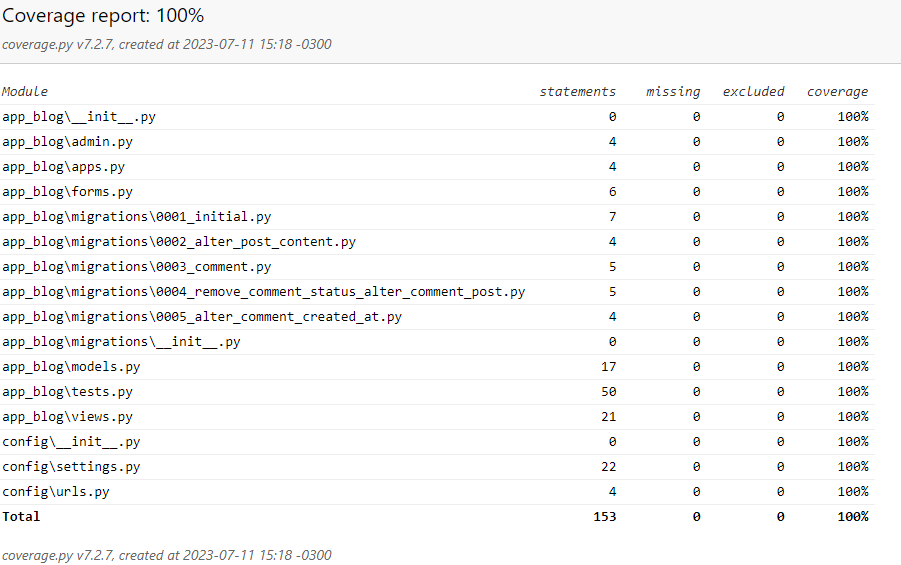 Coverage report: 100%
coverage.py v7.2.7, created at 2023-07-11 15:18 -0300
Module statements missing excluded coverage
app_blog\__init__.py 0 0 0 100%
app_blog\admin.py 4 0 0 100%
app_blog\apps.py 4 0 0 100%
app_blog\forms.py 6 0 0 100%
app_blog\migrations\0001_initial.py 7 0 0 100%
app_blog\migrations\0002_alter_post_content.py 4 0 0 100%
app_blog\migrations\0003_comment.py 5 0 0 100%
app_blog\migrations\0004_remove_comment_status_alter_comment_post.py 5 0 0 100%
app_blog\migrations\0005_alter_comment_created_at.py 4 0 0 100%
app_blog\migrations\__init__.py 0 0 0 100%
app_blog\models.py 17 0 0 100%
app_blog\tests.py 50 0 0 100%
app_blog\views.py 21 0 0 100%
config\__init__.py 0 0 0 100%
config\settings.py 22 0 0 100%
config\urls.py 4 0 0 100%
Total 153 0 0 100%
coverage.py v7.2.7, created at 2023-07-11 15:18 -0300